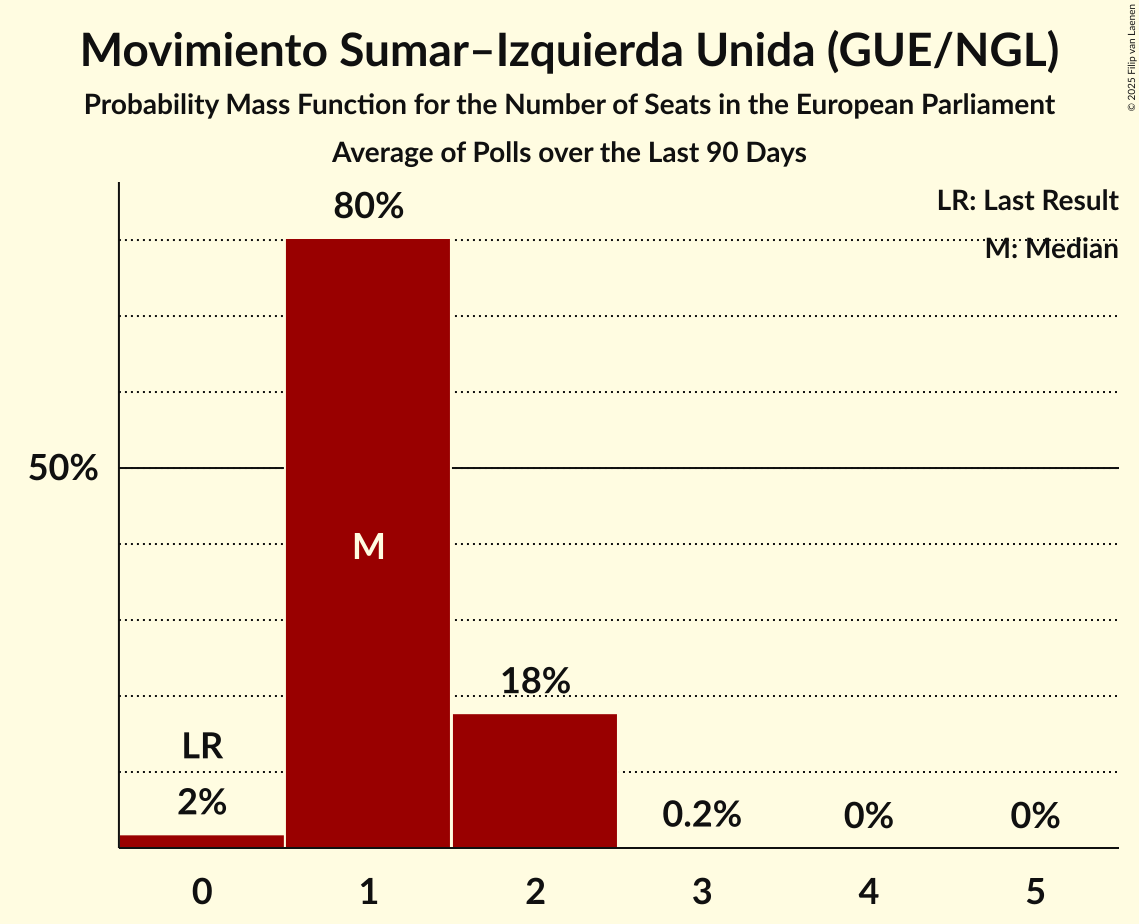 Movimiento Sumar–Izquierda Unida (GUE/NGL)
Probability Mass Function for the Number of Seats in the European Parliament
Average of Polls over the Last 90 Days
© 2025 Filip van Laenen
LR: Last Result
M: Median
80%
50%
M
18%
LR
2%
0.2%
0%
0%
0 1 2 3 4 5